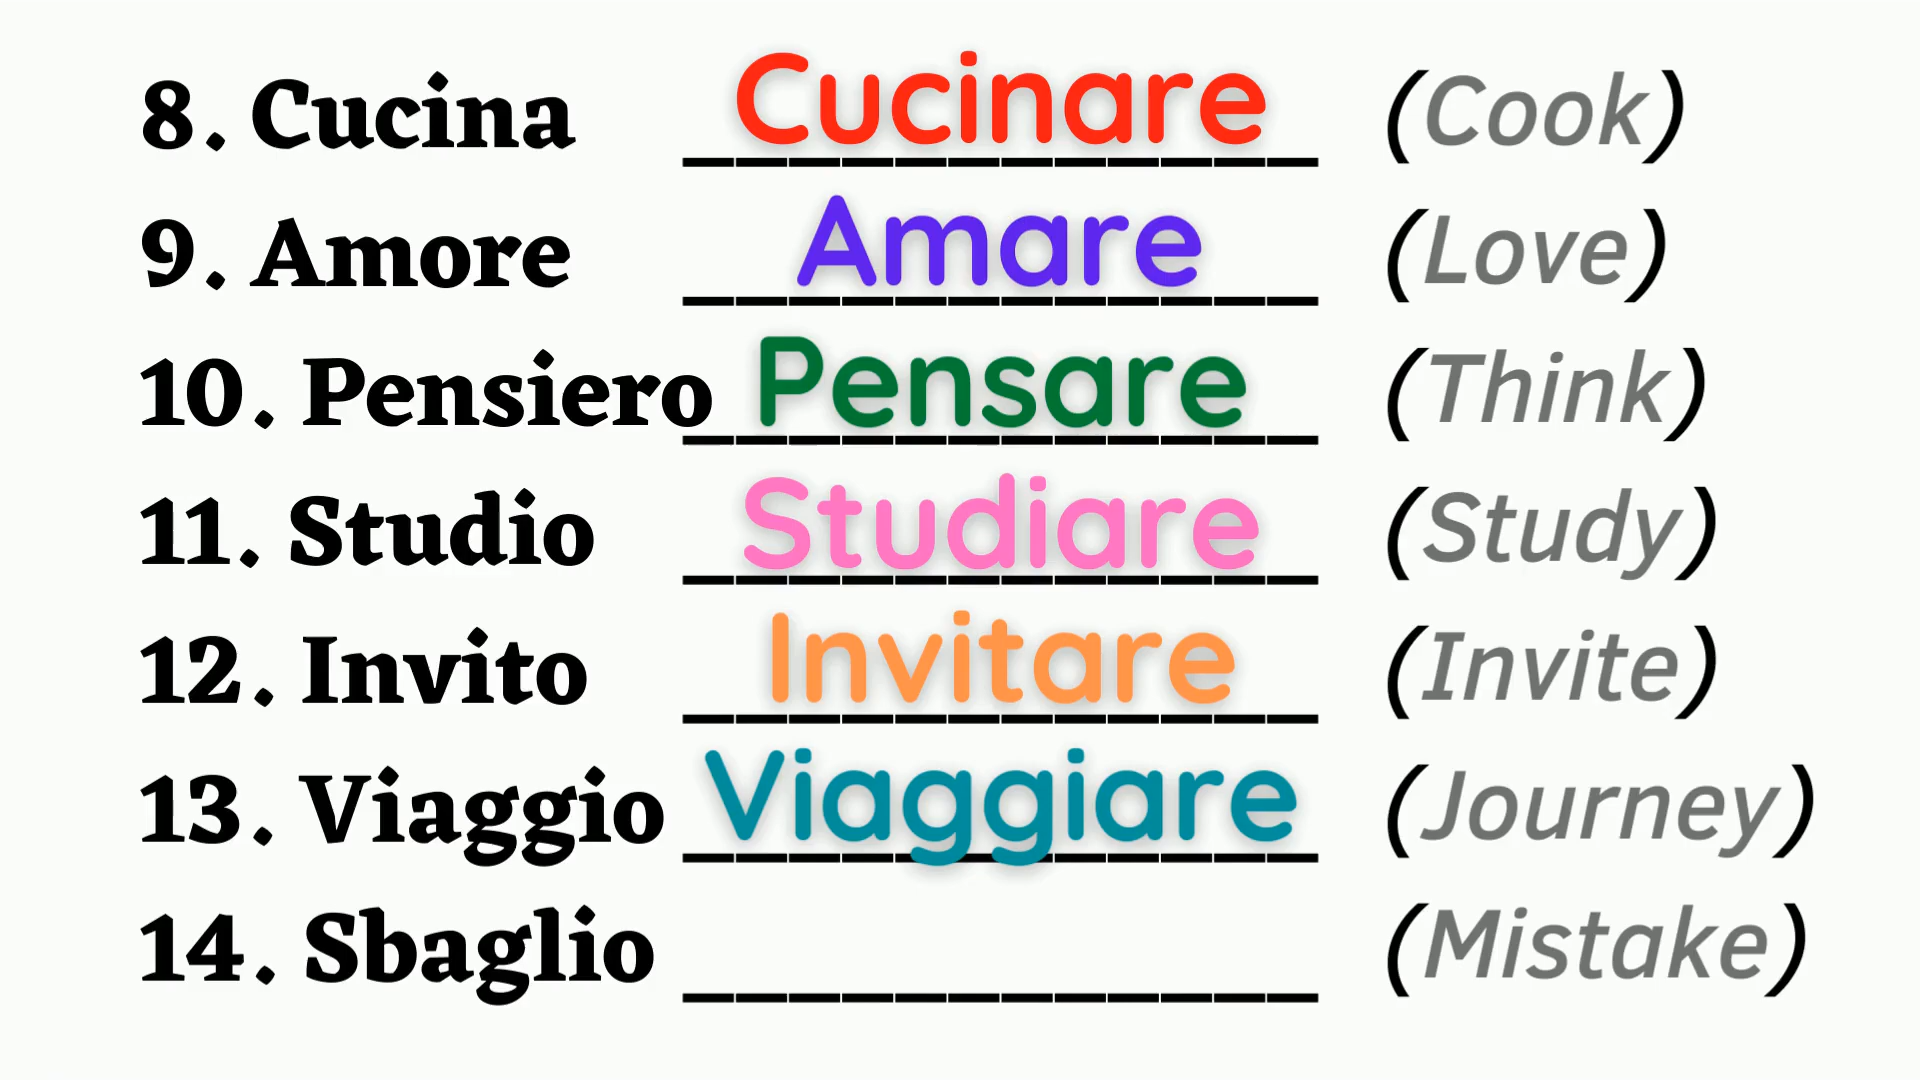 8. Cucina Cucinare (Cook)
9. Amore Amare (Love)
10. Pensiero Pensare (Think)
11. Studio Studiare (Study)
12. Invito Invitare (Invite)
13. Viaggio Viaggiare (Journey)
14. Sbaglio ____________ (Mistake)